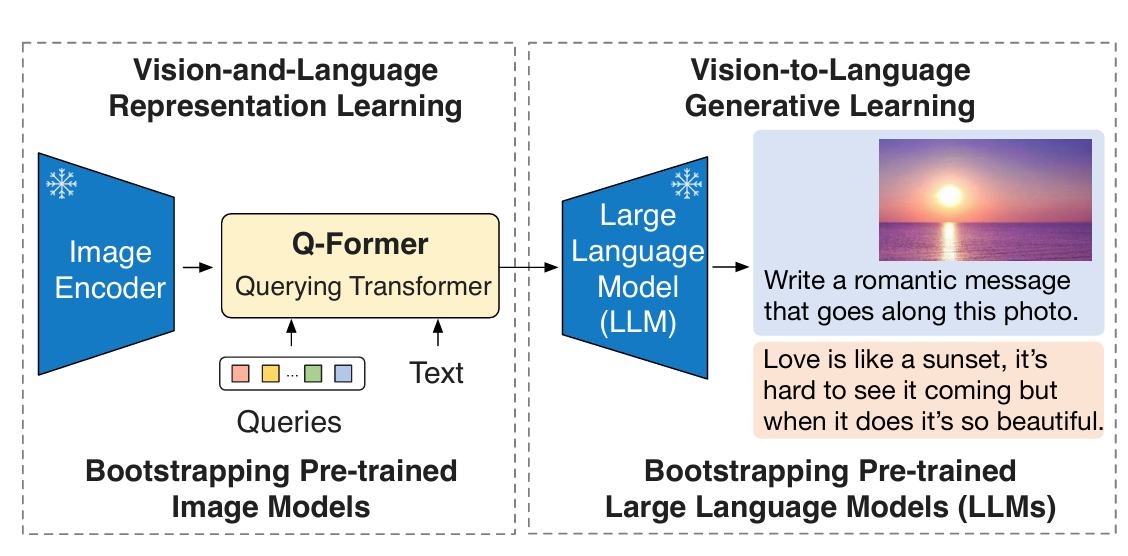 Vision-and-Language
Representation Learning
Image
Encoder
Q-Former
Querying Transformer
...
Queries
Text
Bootstrapping Pre-trained
Image Models
Vision-to-Language
Generative Learning
Large
Language
Model
(LLM)
Write a romantic message
that goes along this photo.
Love is like a sunset, it’s
hard to see it coming but
when it does it’s so beautiful.
Bootstrapping Pre-trained
Large Language Models (LLMs)